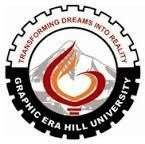 TRANSFORMING DREAMS INTO REALITY
GRAPHIC ERA HILL UNIVERSITY